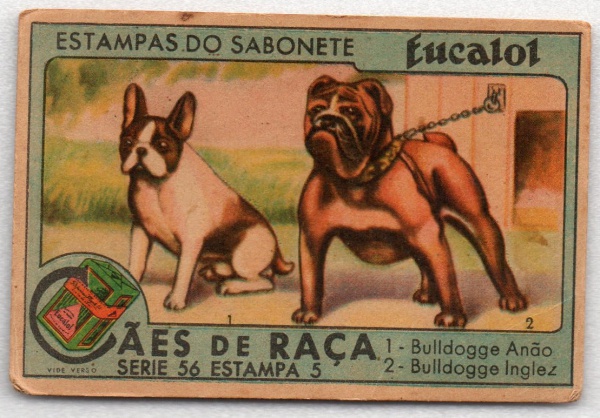 ESTAMPAS DO SABONETE Eucalol
1
2
CÃES DE RAÇA
SERIE 56 ESTAMPA 5
1 - Bulldogge Anão
2 - Bulldogge Inglez
Eucalol
VIDE VERSO